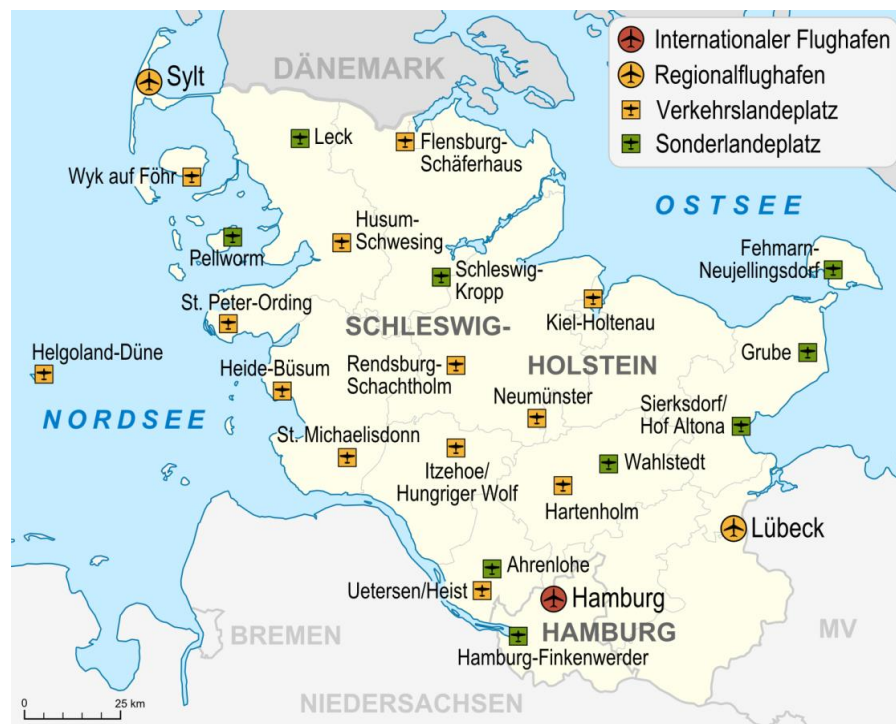 Internationaler Flughafen
Regionalflughafen
Verkehrslandeplatz
Sonderlandeplatz
DÄNEMARK
Sylt
Leck
Flensburg-
Schäferhaus
Wyk auf Föhr
OSTSEE
Husum-
Schwesing
Pellworm
Schleswig-
Kropp
Fehmarn-
Neujellingsdorf
St. Peter-Ording
SCHLESWIG-
Kiel-Holtenau
Helgoland-Düne
Heide-Büsum
Rendsburg-
Schachtholm
HOLSTEIN
Grube
NORDSEE
Neumünster
Sierksdorf/
Hof Altona
St. Michaelisdonn
Itzehoe/
Hungriger Wolf
Wahlstedt
Hartenholm
Lübeck
Ahrenlohe
Uetersen/Heist
Hamburg
BREMEN
HAMBURG
MV
Hamburg-Finkenwerder
NIEDERSACHSEN
0 25 km